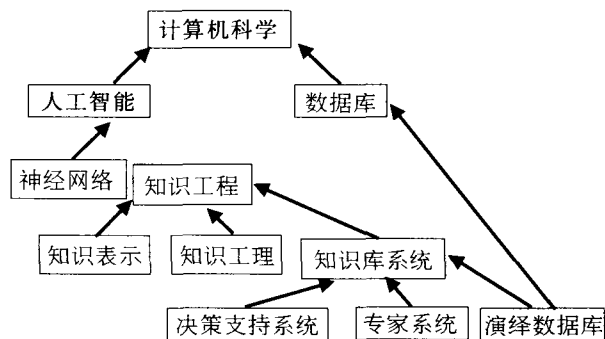 计算机科学
人工智能
数据库
神经网络
知识工程
知识表示
知识工理
知识库系统
决策支持系统
专家系统
演绎数据库